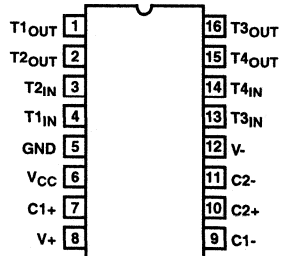 T1OUT 1 16 T3OUT
T2OUT 2 15 T4OUT
T2IN 3 14 T4IN
T1IN 4 13 T3IN
GND 5 12 V-
VCC 6 11 C2-
C1+ 7 10 C2+
V+ 8 9 C1-